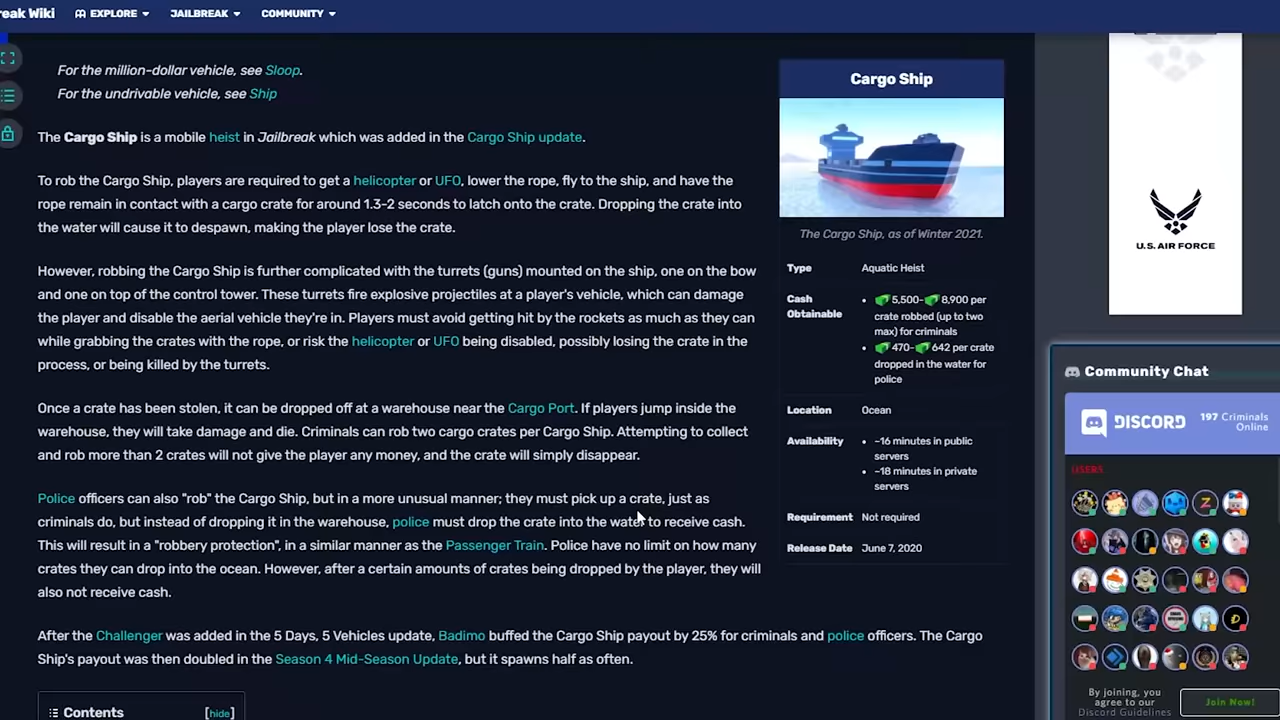 reak Wiki
EXPLORE
JAILBREAK
COMMUNITY
For the million-dollar vehicle, see Sloop.
For the undrivable vehicle, see Ship
The Cargo Ship is a mobile heist in Jailbreak which was added in the Cargo Ship update.
To rob the Cargo Ship, players are required to get a helicopter or UFO, lower the rope, fly to the ship, and have the
rope remain in contact with a cargo crate for around 1.3-2 seconds to latch onto the crate. Dropping the crate into
the water will cause it to despawn, making the player lose the crate.
However, robbing the Cargo Ship is further complicated with the turrets (guns) mounted on the ship, one on the bow
and one on top of the control tower. These turrets fire explosive projectiles at a player's vehicle, which can damage
the player and disable the aerial vehicle they're in. Players must avoid getting hit by the rockets as much as they can
while grabbing the crates with the rope, or risk the helicopter or UFO being disabled, possibly losing the crate in the
process, or being killed by the turrets.
Once a crate has been stolen, it can be dropped off at a warehouse near the Cargo Port. If players jump inside the
warehouse, they will take damage and die. Criminals can rob two cargo crates per Cargo Ship. Attempting to collect
and rob more than 2 crates will not give the player any money, and the crate will simply disappear.
Police officers can also "rob" the Cargo Ship, but in a more unusual manner; they must pick up a crate, just as
criminals do, but instead of dropping it in the warehouse, police must drop the crate into the water to receive cash.
This will result in a "robbery protection", in a similar manner as the Passenger Train. Police have no limit on how many
crates they can drop into the ocean. However, after a certain amounts of crates being dropped by the player, they will
also not receive cash.
After the Challenger was added in the 5 Days, 5 Vehicles update, Badimo buffed the Cargo Ship payout by 25% for criminals and police officers. The Cargo
Ship's payout was then doubled in the Season 4 Mid-Season Update, but it spawns half as often.
Contents [hide]
Cargo Ship
The Cargo Ship, as of Winter 2021.
Type Aquatic Heist
Cash Obtainable
• 5,500- 8,900 per
crate robbed (up to two
max) for criminals
• 470- 642 per crate
dropped in the water for
police
Location Ocean
Availability
• ~16 minutes in public
servers
• ~18 minutes in private
servers
Requirement Not required
Release Date June 7, 2020
U.S. AIR FORCE
Community Chat
DISCORD
197 Criminals
Online
USERS
By joining, you
agree to our
Discord Guidelines
Join Now!